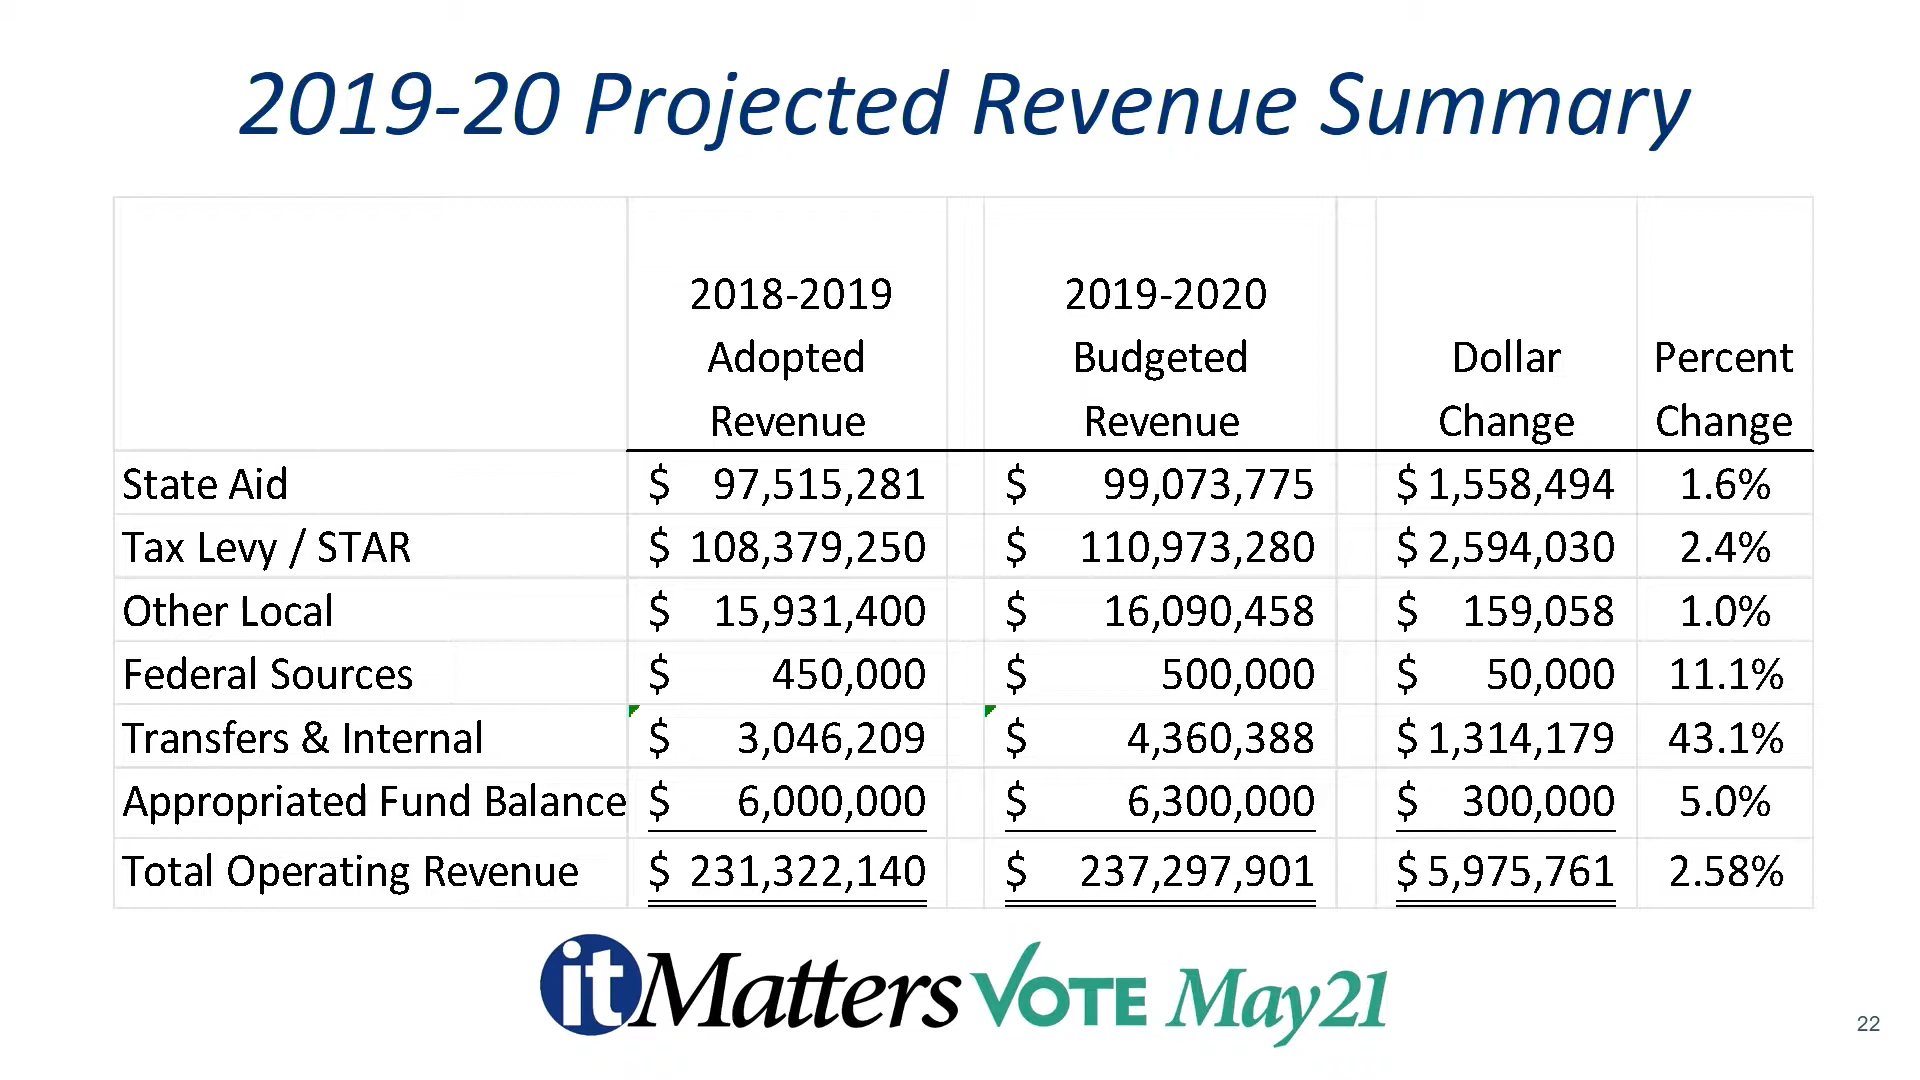 2019-20 Projected Revenue Summary
2018-2019 Adopted Revenue 2019-2020 Budgeted Revenue Dollar Change Percent Change
State Aid $ 97,515,281 $ 99,073,775 $ 1,558,494 1.6%
Tax Levy / STAR $ 108,379,250 $ 110,973,280 $ 2,594,030 2.4%
Other Local $ 15,931,400 $ 16,090,458 $ 159,058 1.0%
Federal Sources $ 450,000 $ 500,000 $ 50,000 11.1%
Transfers & Internal $ 3,046,209 $ 4,360,388 $ 1,314,179 43.1%
Appropriated Fund Balance $ 6,000,000 $ 6,300,000 $ 300,000 5.0%
Total Operating Revenue $ 231,322,140 $ 237,297,901 $ 5,975,761 2.58%
it Matters VOTE May 21
22